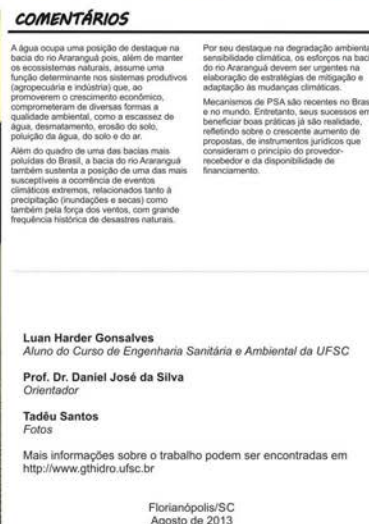 COMENTÁRIOS
A água ocupa uma posição de destaque na
bacia do rio Araranguá pois, além de manter
os ecossistemas naturais, assume uma
função determinante nos sistemas produtivos
(agropecuária e indústria) que, ao
promoverem o crescimento econômico,
comprometeram de diversas formas a
qualidade ambiental, como a escassez de
água, desmatamento, erosão do solo,
poluição da água, do solo e do ar.
Além do quadro de uma das bacias mais
poluídas do Brasil, a bacia do rio Araranguá
também sustenta a posição de uma das mais
susceptíveis a ocorrência de eventos
climáticos extremos, relacionados tanto à
precipitação (inundações e secas) como
também pela força dos ventos, com grande
frequência histórica de desastres naturais.
Por seu destaque na degradação ambienta
sensibilidade climática, os esforços na baci
do rio Araranguá devem ser urgentes na
elaboração de estratégias de mitigação e
adaptação às mudanças climáticas.
Mecanismos de PSA são recentes no Bras
e no mundo. Entretanto, seus sucessos em
beneficiar boas práticas já são realidade,
refletindo sobre o crescente aumento de
propostas, de instrumentos jurídicos que
consideram o princípio do provedor-
recebedor e da disponibilidade de
financiamento.
Luan Harder Gonsalves
Aluno do Curso de Engenharia Sanitária e Ambiental da UFSC
Prof. Dr. Daniel José da Silva
Orientador
Tadêu Santos
Fotos
Mais informações sobre o trabalho podem ser encontradas em
http://www.gthidro.ufsc.br
Florianópolis/SC
Agosto de 2013